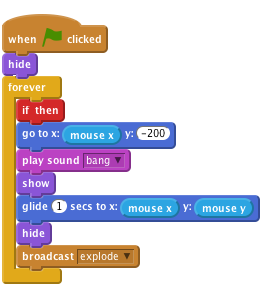 when clicked
hide
forever
if then
go to x: mouse x y: -200
play sound bang
show
glide 1 secs to x: mouse x y: mouse y
hide
broadcast explode